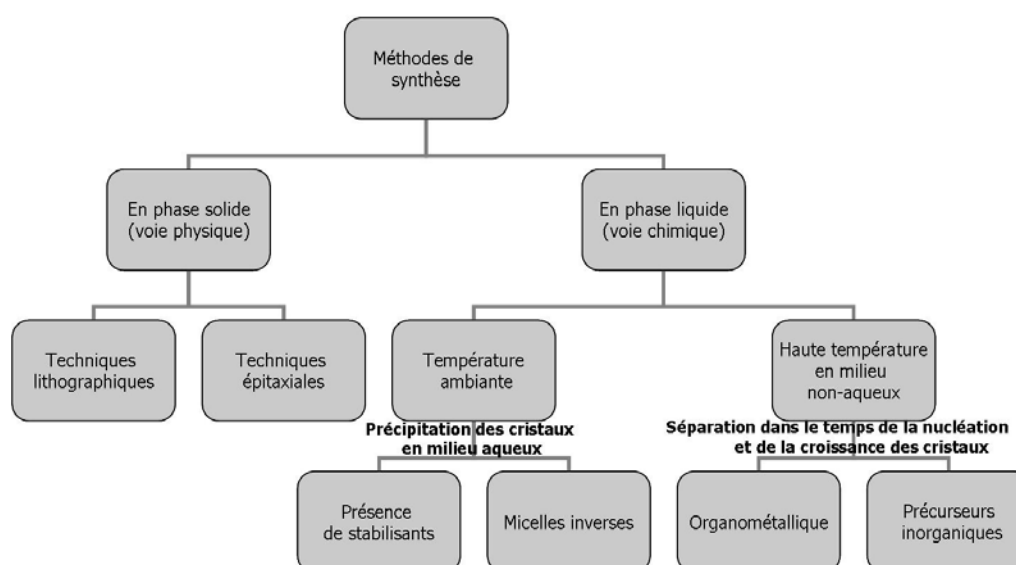 Méthodes de
synthèse
En phase solide
(voie physique)
En phase liquide
(voie chimique)
Techniques
lithographiques
Techniques
épitaxiales
Température
ambiante
Haute température
en milieu
non-aqueux
Précipitation des cristaux
en milieu aqueux
Séparation dans le temps de la nucléation
et de la croissance des cristaux
Présence
de stabilisants
Micelles inverses
Organométallique
Précurseurs
inorganiques